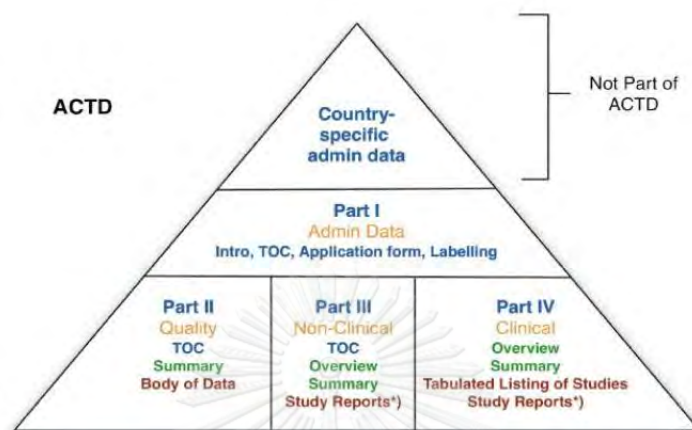 ACTD
Not Part of
ACTD
Country-
specific
admin data
Part I
Admin Data
Intro, TOC, Application form, Labelling
Part II
Quality
TOC
Summary
Body of Data
Part III
Non-Clinical
TOC
Overview
Summary
Study Reports*)
Part IV
Clinical
Overview
Summary
Tabulated Listing of Studies
Study Reports*)